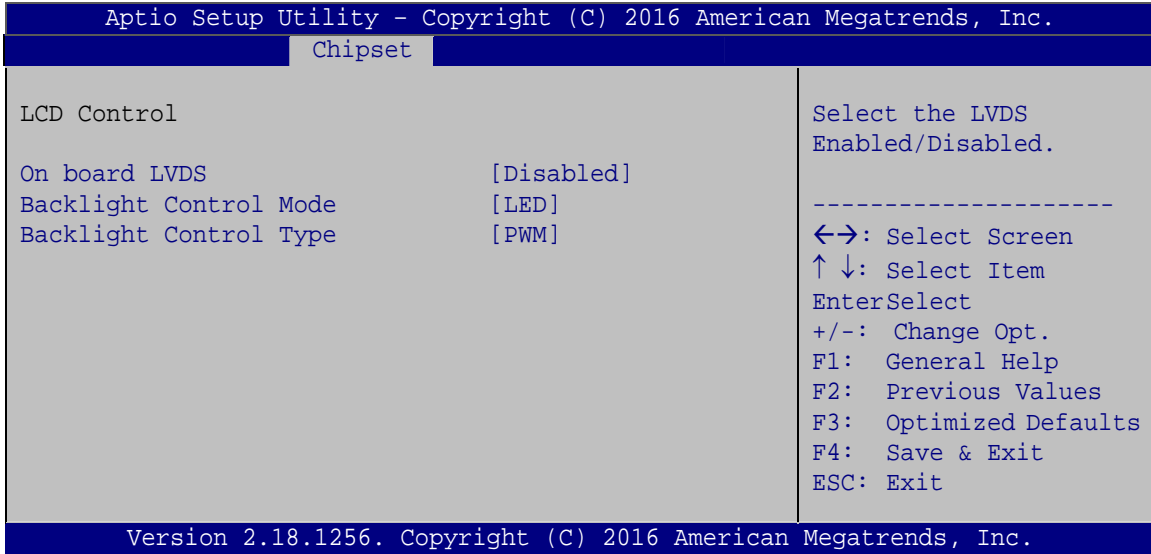 Aptio Setup Utility – Copyright (C) 2016 American Megatrends, Inc.
Chipset
LCD Control
On board LVDS [Disabled]
Backlight Control Mode [LED]
Backlight Control Type [PWM]
Select the LVDS
Enabled/Disabled.
---------------------
←→: Select Screen
↑ ↓: Select Item
EnterSelect
+/-: Change Opt.
F1: General Help
F2: Previous Values
F3: Optimized Defaults
F4: Save & Exit
ESC: Exit
Version 2.18.1256. Copyright (C) 2016 American Megatrends, Inc.